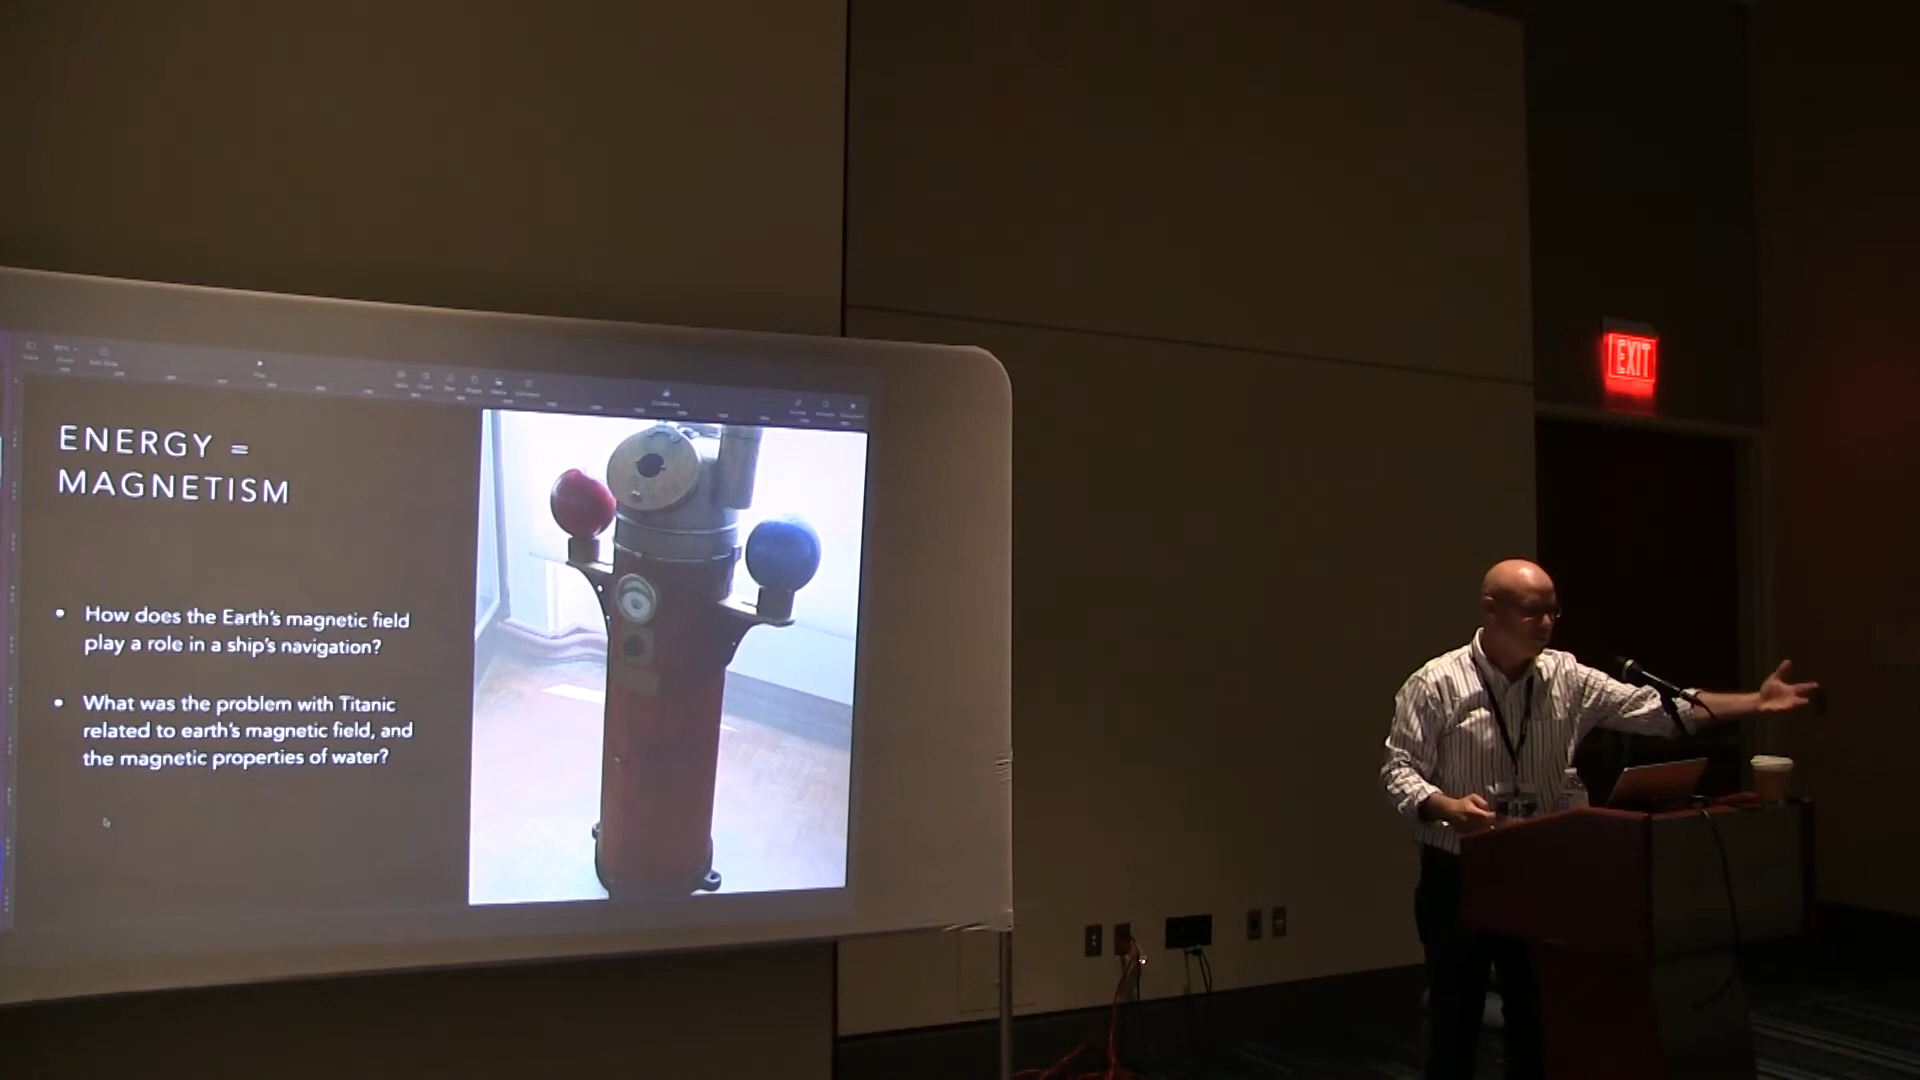 ENERGY =
MAGNETISM
• How does the Earth's magnetic field
play a role in a ship's navigation?
• What was the problem with Titanic
related to earth's magnetic field, and
the magnetic properties of water?
EXIT